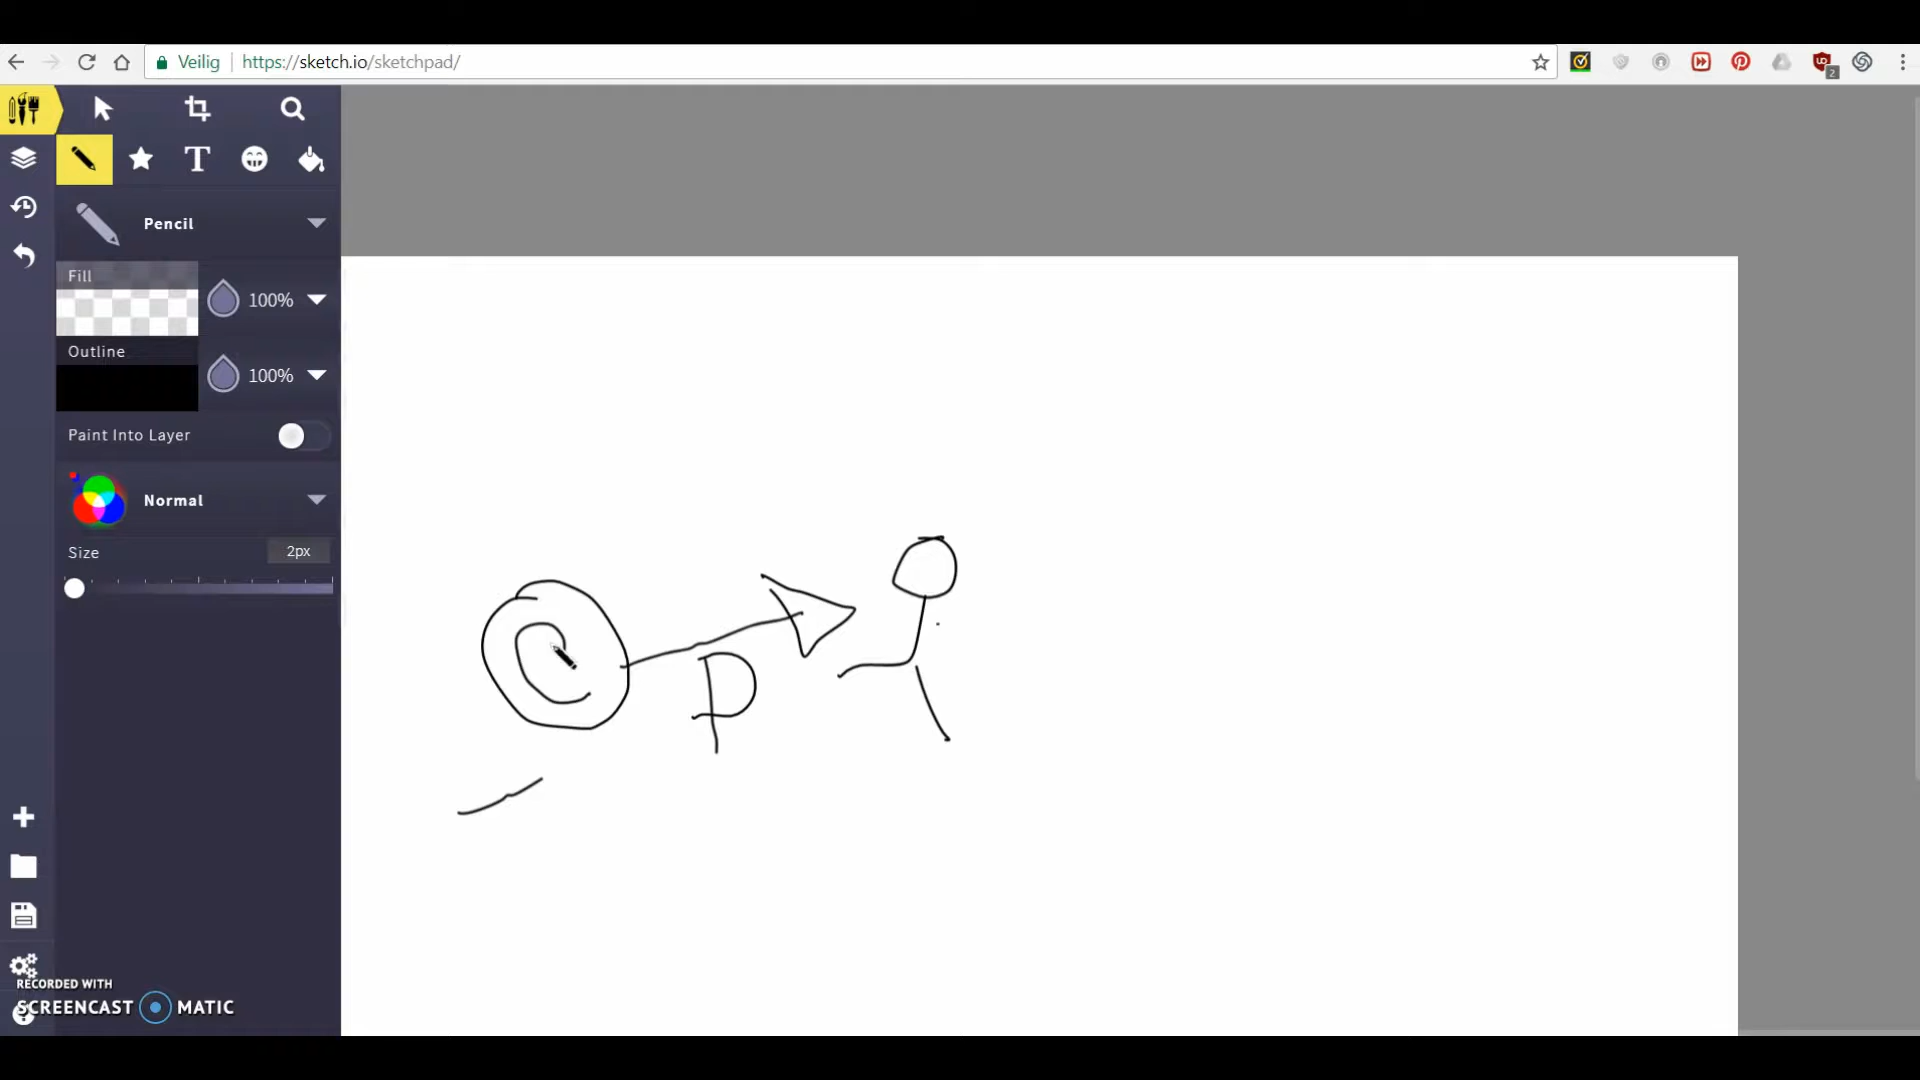 Veilig https://sketch.io/sketchpad/
2
T
Pencil
Fill
100%
Outline
100%
Paint Into Layer
Normal
Size 2px
C
P
RECORDED WITH
SCREENCAST MATIC